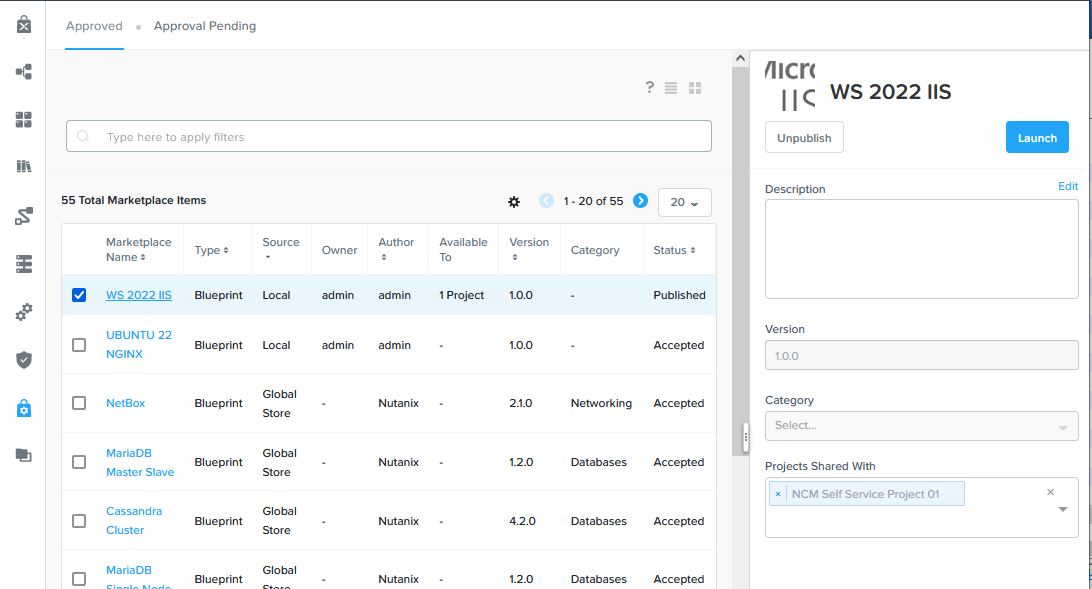 Approved
Approval Pending
?
Type here to apply filters
55 Total Marketplace Items
1 - 20 of 55
20
Marketplace Name
Type
Source
Owner
Author
Available To
Version
Category
Status
WS 2022 IIS Blueprint Local admin admin 1 Project 1.0.0 - Published
UBUNTU 22 NGINX Blueprint Local admin admin - 1.0.0 - Accepted
NetBox Blueprint Global Store - Nutanix - 2.1.0 Networking Accepted
MariaDB Master Slave Blueprint Global Store - Nutanix - 1.2.0 Databases Accepted
Cassandra Cluster Blueprint Global Store - Nutanix - 4.2.0 Databases Accepted
MariaDB Single Node Blueprint Global Store - Nutanix - 1.2.0 Databases Accepted
Micro
IIS
WS 2022 IIS
Unpublish
Launch
Description
Edit
Version
1.0.0
Category
Select...
Projects Shared With
× NCM Self Service Project 01 ×